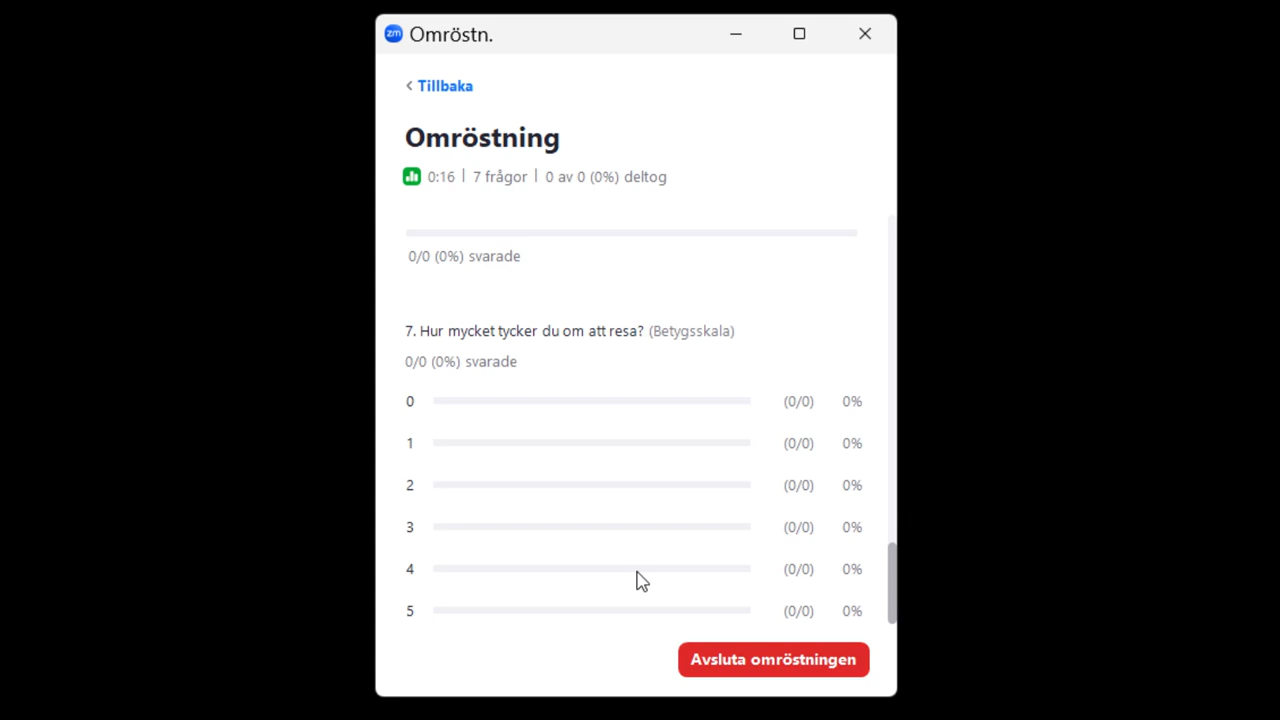 zm Omröstn.
Tillbaka
Omröstning
0:16 | 7 frågor | 0 av 0 (0%) deltog
0/0 (0%) svarade
7. Hur mycket tycker du om att resa? (Betygsskala)
0/0 (0%) svarade
0 (0/0) 0%
1 (0/0) 0%
2 (0/0) 0%
3 (0/0) 0%
4 (0/0) 0%
5 (0/0) 0%
Avsluta omröstningen